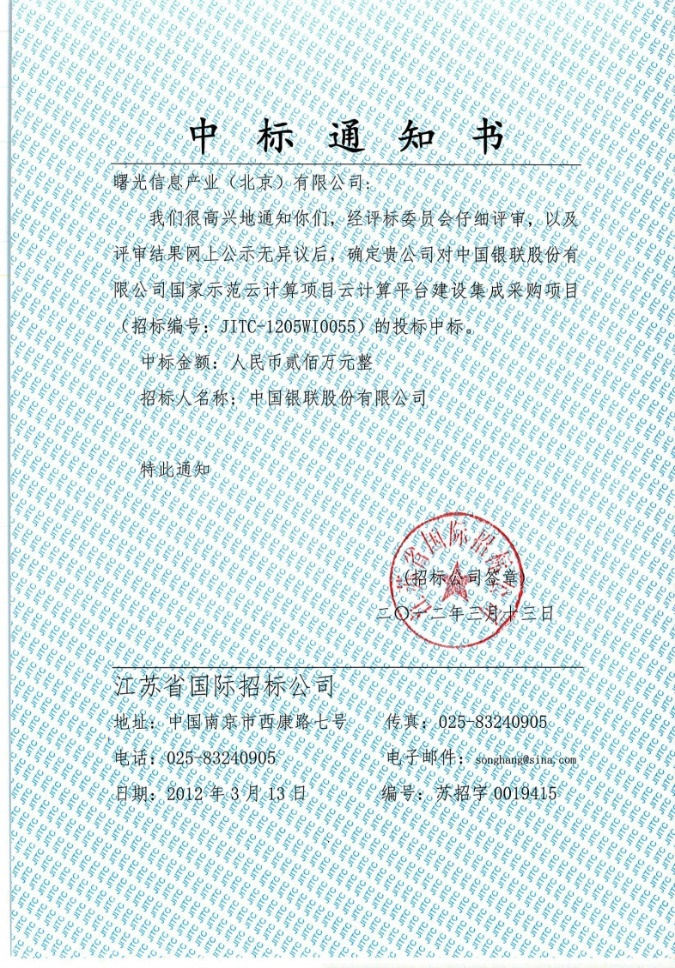 中标通知书
曙光信息产业（北京）有限公司：
我们很高兴地通知你们，经评标委员会仔细评审，以及
评审结果网上公示无异议后，确定贵公司对中国银联股份有
限公司国家示范云计算项目云计算平台建设集成采购项目
（招标编号：JITC-1205WI0055）的投标中标。
中标金额：人民币贰佰万元整
招标人名称：中国银联股份有限公司
特此通知
江苏省国际招标公司
（招标公司签章）
二〇一二年三月十三日
江苏省国际招标公司
地址：中国南京市西康路七号 传真：025-83240905
电话：025-83240905 电子邮件：songhang@sina.com
日期：2012 年 3 月 13 日 编号：苏招字 0019415